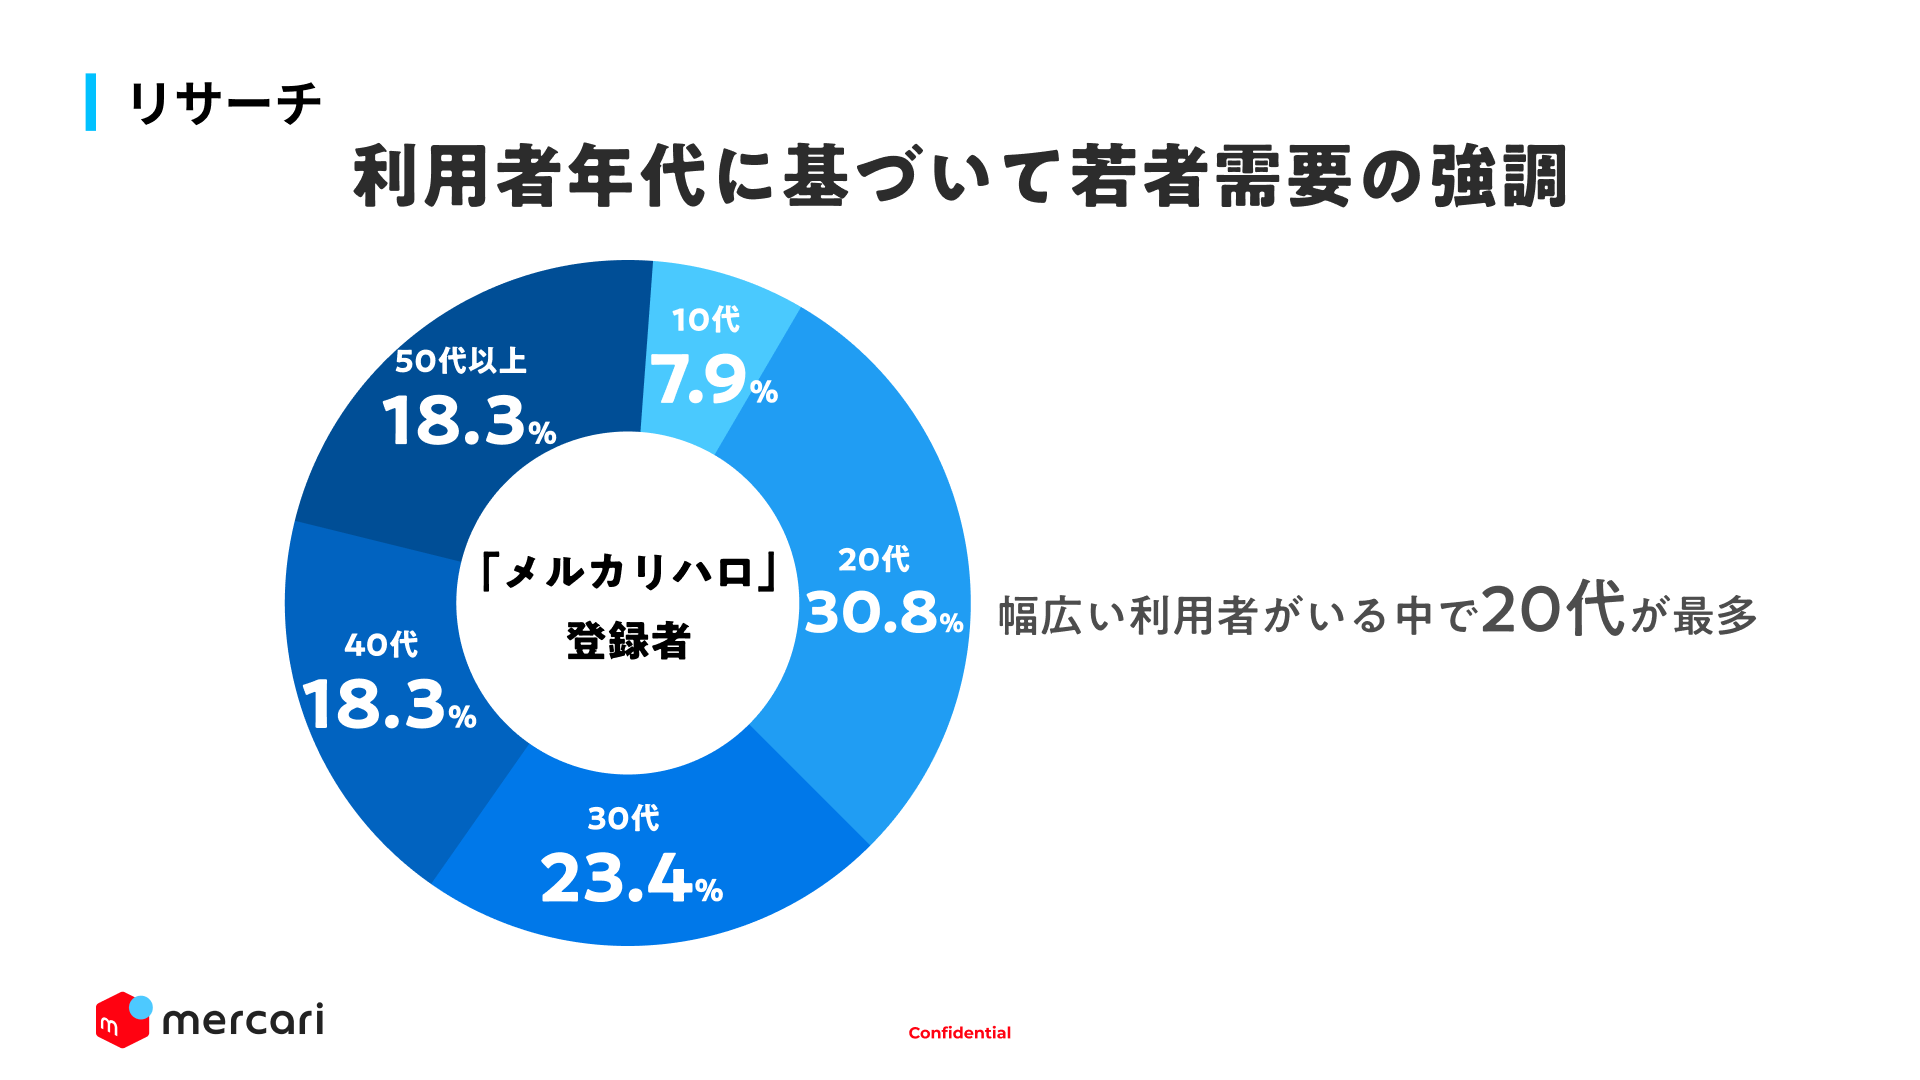 リサーチ
利用者年代に基づいて若者需要の強調
10代
7.9%
50代以上
18.3%
20代
30.8%
「メルカリハロ」
登録者
幅広い利用者がいる中で20代が最多
40代
18.3%
30代
23.4%
m
mercari
Confidential